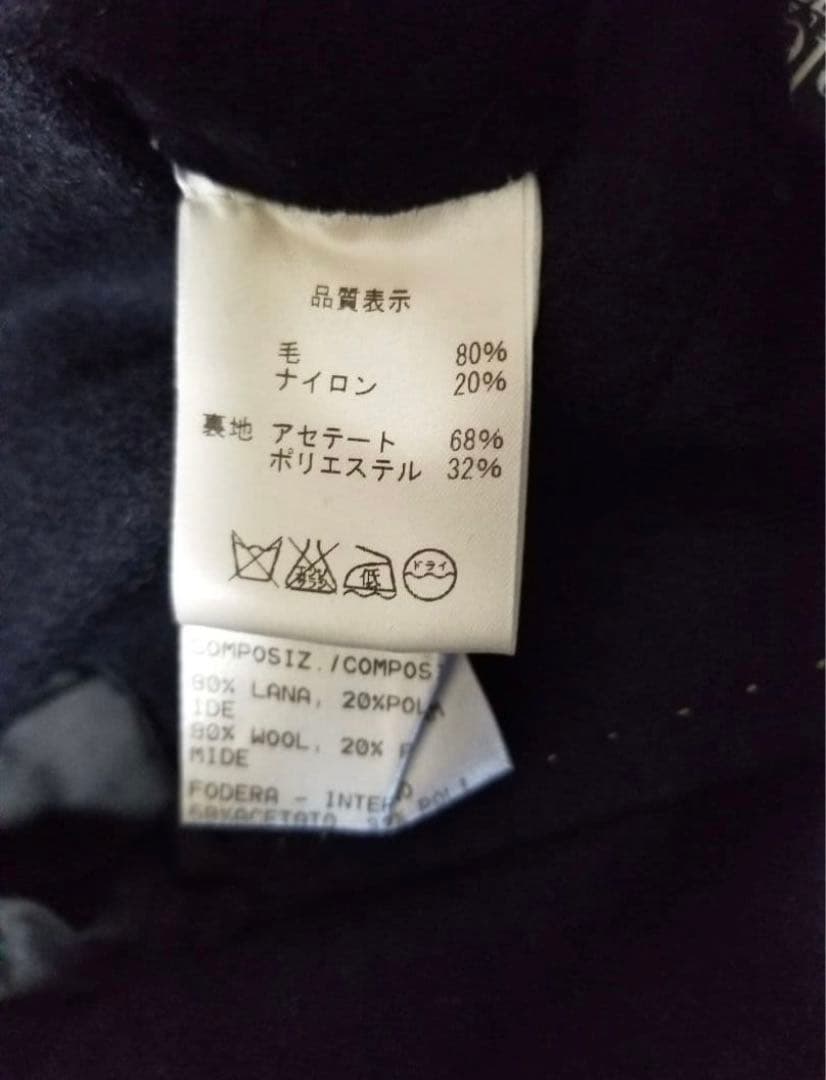 品質表示
毛 80%
ナイロン 20%
裏地 アセテート 68%
ポリエステル 32%
低 ドライ
COMPOSIZ./COMPOS
80% LANA, 20%POLA
IDE
80% WOOL, 20% P
MIDE
FODERA - INTER
68%ACETATO,